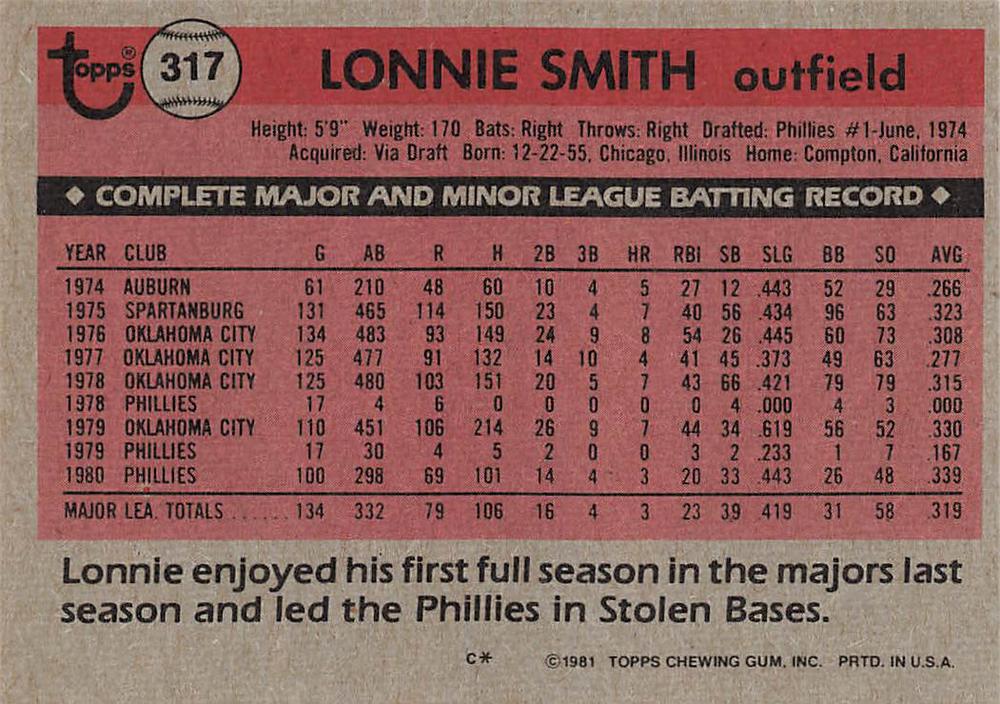 Topps® 317 LONNIE SMITH outfield
Height: 5'9" Weight: 170 Bats: Right Throws: Right Drafted: Phillies #1-June, 1974
Acquired: Via Draft Born: 12-22-55, Chicago, Illinois Home: Compton, California
◆ COMPLETE MAJOR AND MINOR LEAGUE BATTING RECORD ◆
YEAR CLUB G AB R H 2B 3B HR RBI SB SLG BB SO AVG
1974 AUBURN 61 210 48 60 10 4 5 27 12 .443 52 29 .266
1975 SPARTANBURG 131 465 114 150 23 4 7 40 56 .434 96 63 .323
1976 OKLAHOMA CITY 134 483 93 149 24 9 8 54 26 .445 60 73 .308
1977 OKLAHOMA CITY 125 477 91 132 14 10 4 41 45 .373 49 63 .277
1978 OKLAHOMA CITY 125 480 103 151 20 5 7 43 66 .421 79 79 .315
1978 PHILLIES 17 4 6 0 0 0 0 0 4 .000 4 3 .000
1979 OKLAHOMA CITY 110 451 106 214 26 9 7 44 34 .619 56 52 .330
1979 PHILLIES 17 30 4 5 2 0 0 3 2 .233 1 7 .167
1980 PHILLIES 100 298 69 101 14 4 3 20 33 .443 26 48 .339
MAJOR LEA. TOTALS ...... 134 332 79 106 16 4 3 23 39 .419 31 58 .319
Lonnie enjoyed his first full season in the majors last
season and led the Phillies in Stolen Bases.
C* ©1981 TOPPS CHEWING GUM, INC. PRTD. IN U.S.A.